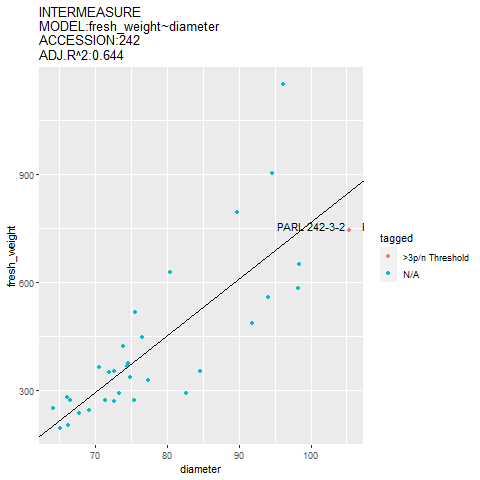 INTERMEASURE
MODEL:fresh_weight~diameter
ACCESSION:242
ADJ.R^2:0.644
900
600
300
fresh_weight
PARL 242-3-2
70
80
90
100
diameter
tagged
>3p/n Threshold
N/A